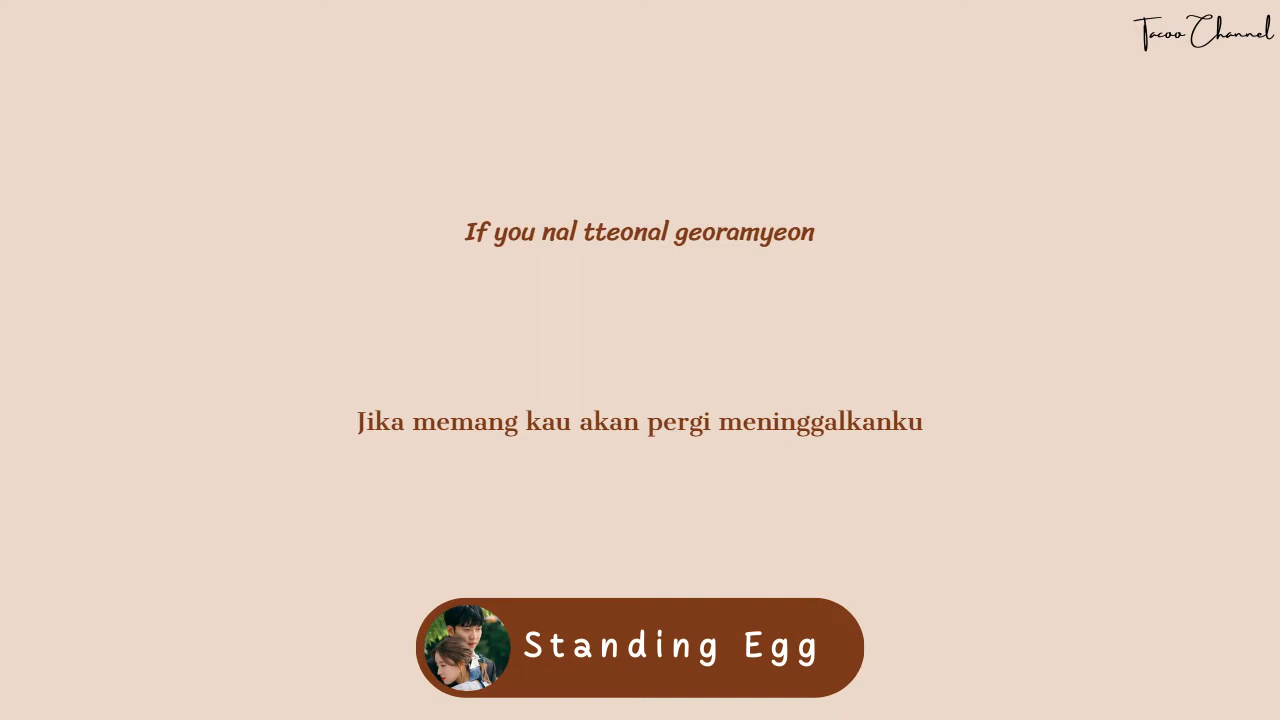 Tacoo Channel
If you nal tteonal georamyeon
Jika memang kau akan pergi meninggalkanku
Standing Egg